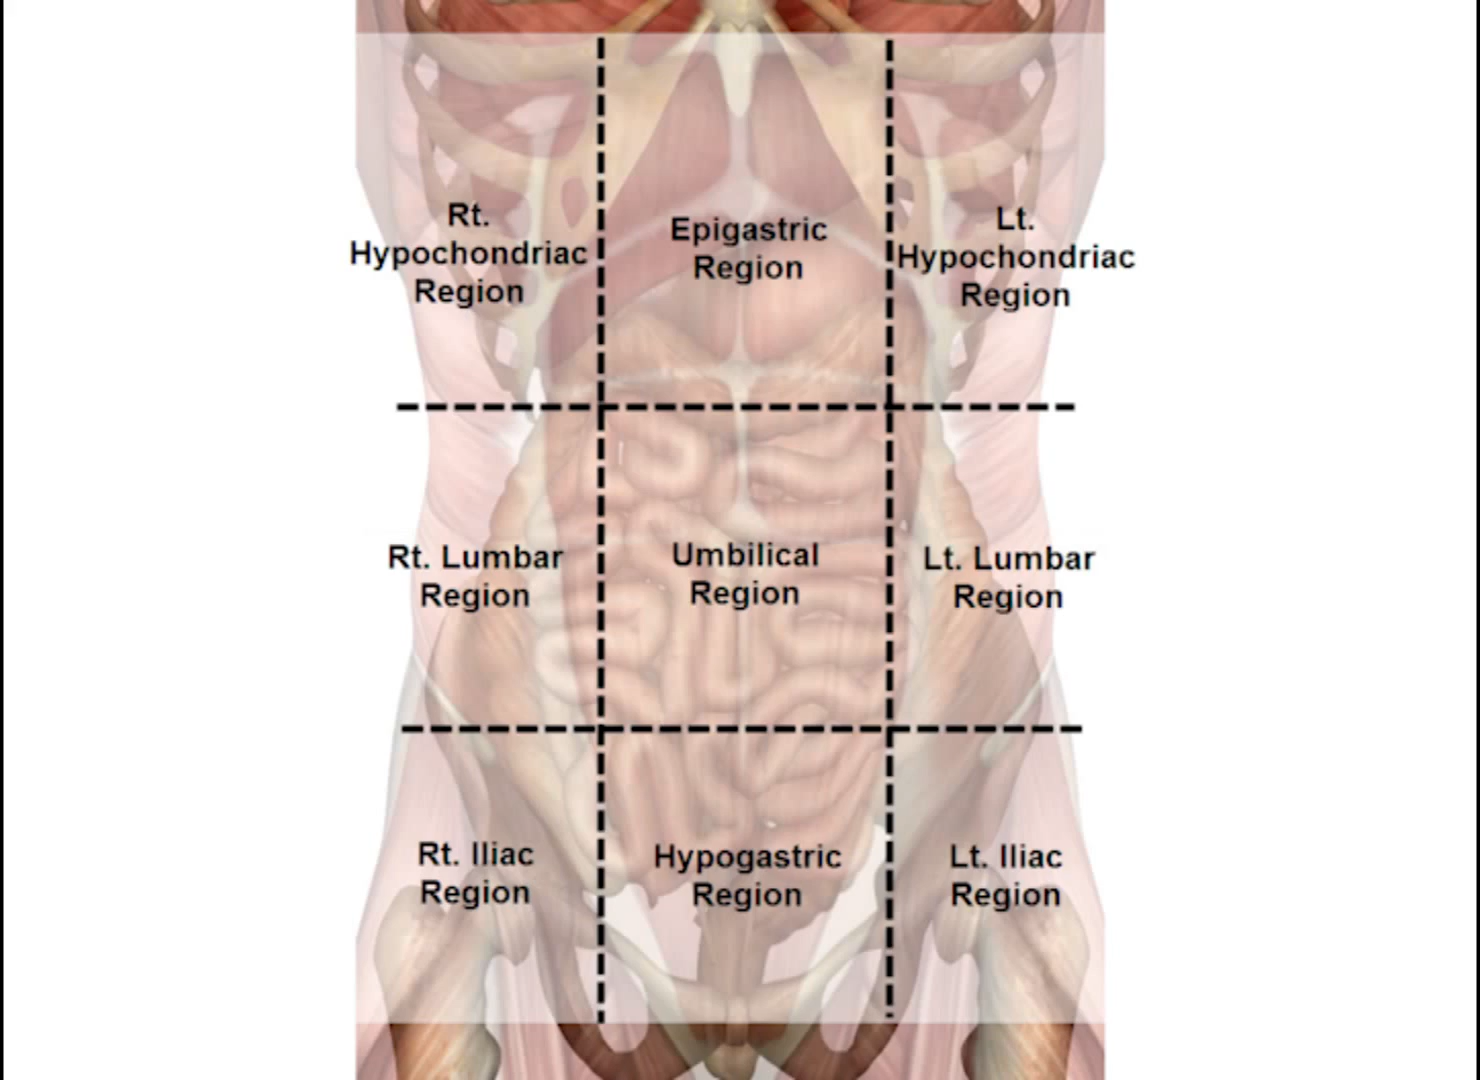 Rt.
Hypochondriac
Region
Epigastric
Region
Lt.
Hypochondriac
Region
Rt. Lumbar
Region
Umbilical
Region
Lt. Lumbar
Region
Rt. Iliac
Region
Hypogastric
Region
Lt. Iliac
Region